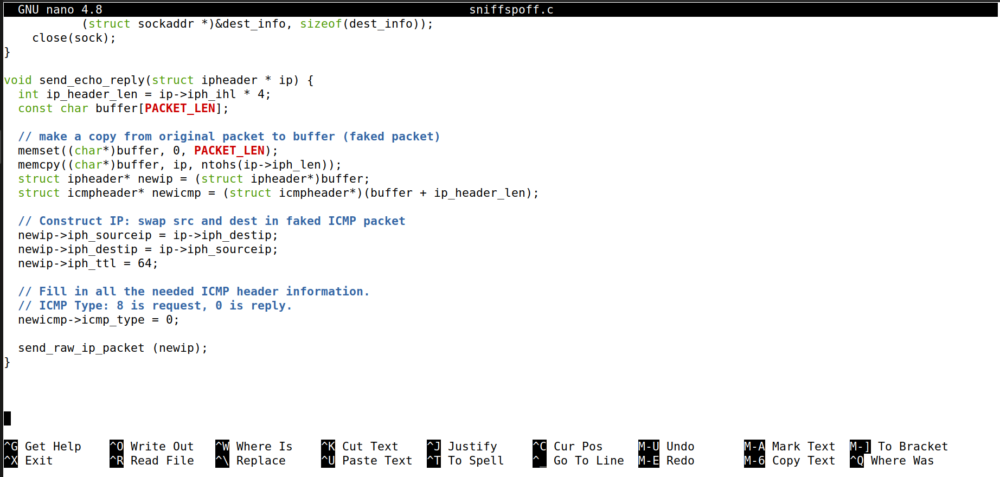 GNU nano 4.8 sniffspoff.c
(struct sockaddr *)&dest_info, sizeof(dest_info));
close(sock);
}
void send_echo_reply(struct ipheader * ip) {
int ip_header_len = ip->iph_ihl * 4;
const char buffer[PACKET_LEN];
// make a copy from original packet to buffer (faked packet)
memset((char*)buffer, 0, PACKET_LEN);
memcpy((char*)buffer, ip, ntohs(ip->iph_len));
struct ipheader* newip = (struct ipheader*)buffer;
struct icmpheader* newicmp = (struct icmpheader*)(buffer + ip_header_len);
// Construct IP: swap src and dest in faked ICMP packet
newip->iph_sourceip = ip->iph_destip;
newip->iph_destip = ip->iph_sourceip;
newip->iph_ttl = 64;
// Fill in all the needed ICMP header information.
// ICMP Type: 8 is request, 0 is reply.
newicmp->icmp_type = 0;
send_raw_ip_packet (newip);
}
^G Get Help ^O Write Out ^W Where Is ^K Cut Text ^J Justify ^C Cur Pos M-U Undo M-A Mark Text M-] To Bracket
^X Exit ^R Read File ^\ Replace ^U Paste Text ^T To Spell ^_ Go To Line M-E Redo M-6 Copy Text ^Q Where Was